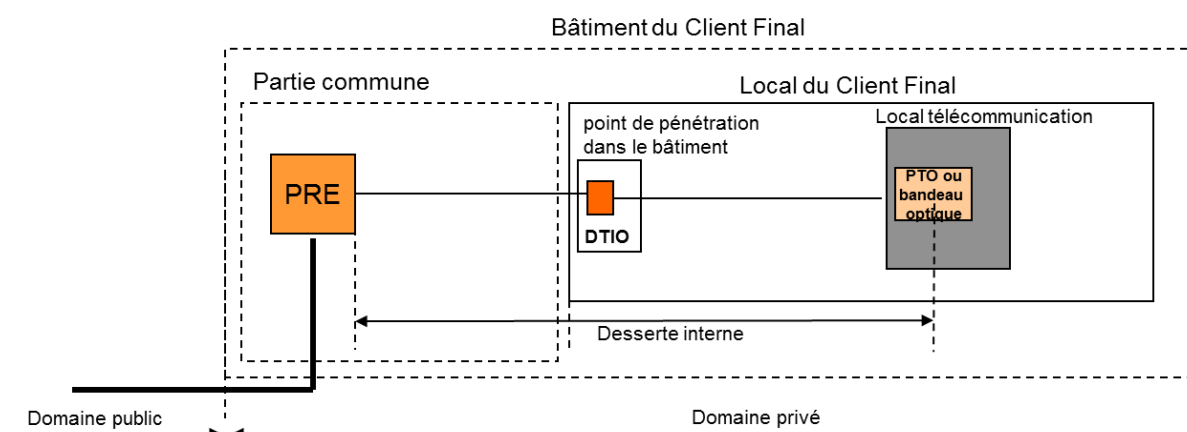 Bâtiment du Client Final
Partie commune
Local du Client Final
point de pénétration
dans le bâtiment
Local télécommunication
PRE
PTO ou
bandeau
optique
DTIO
Desserte interne
Domaine public
Domaine privé